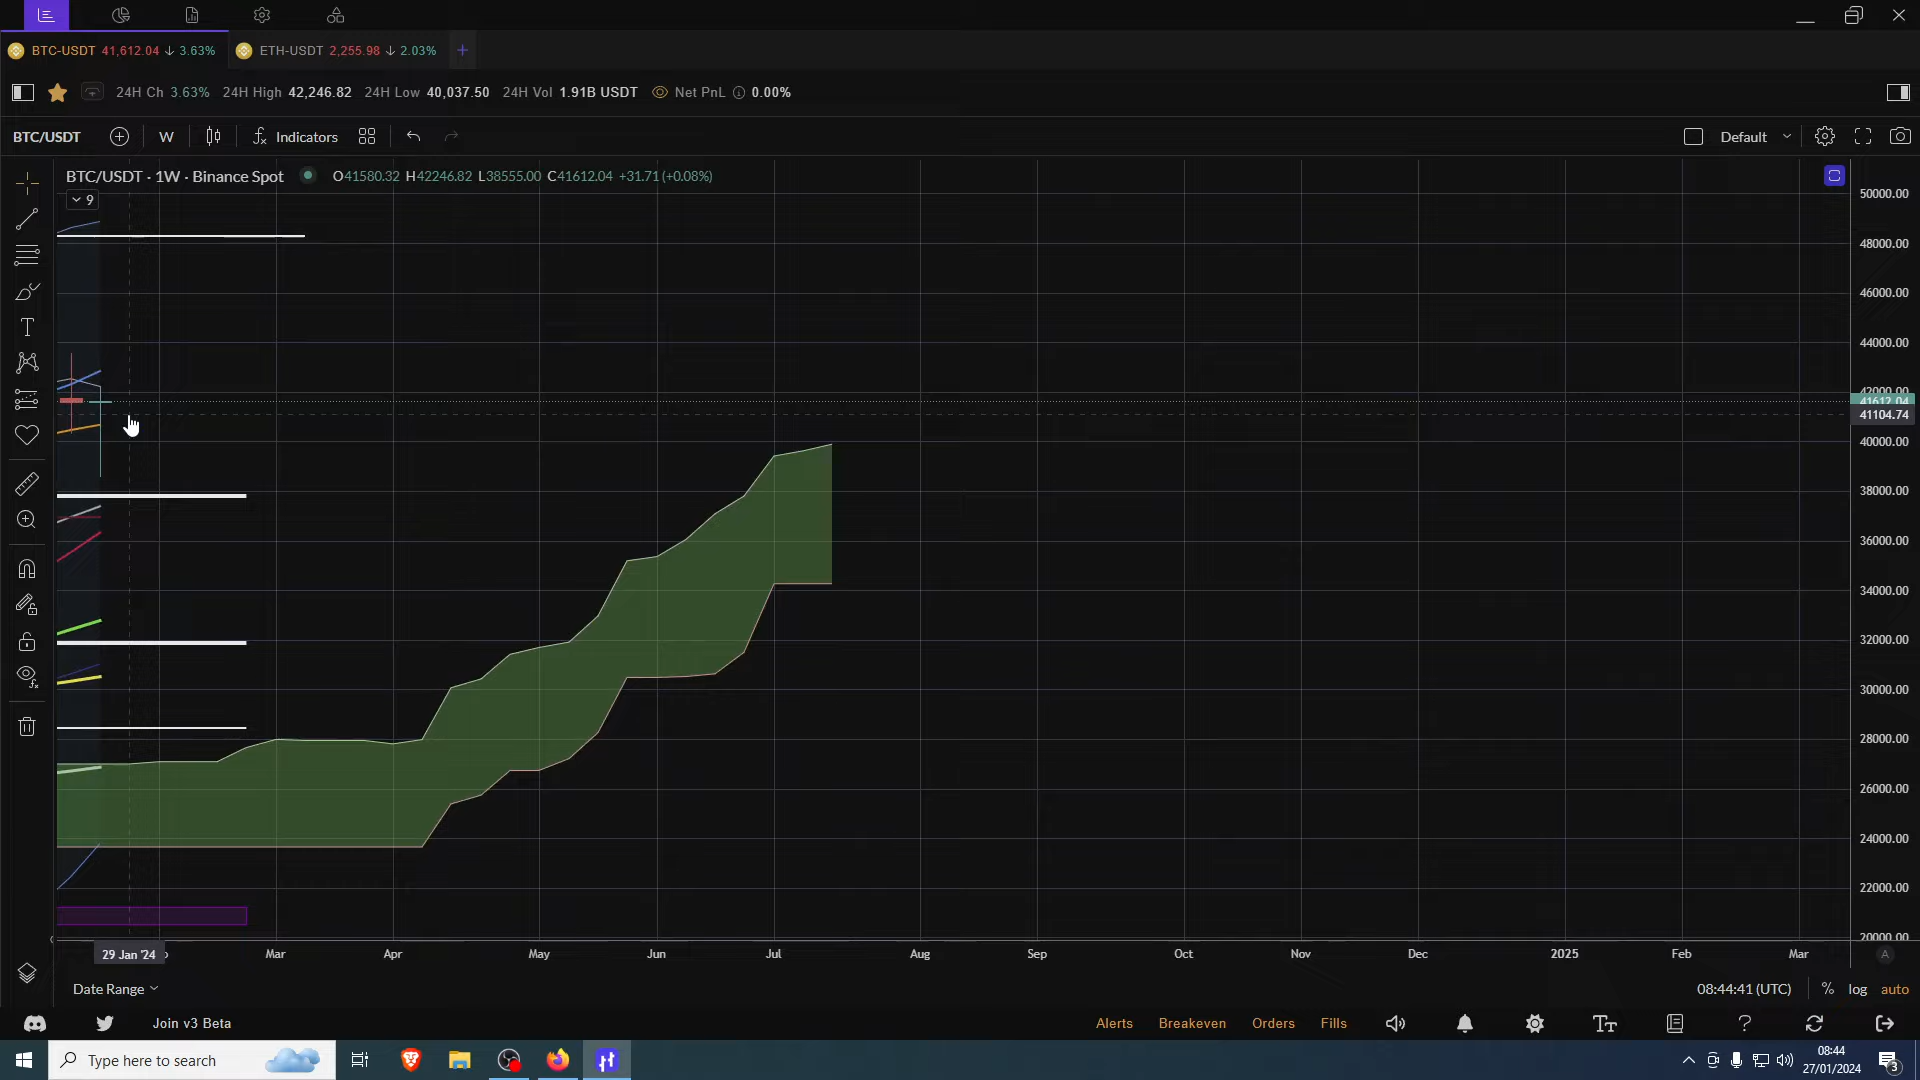 BTC-USDT 41,612.04 ↓ 3.63% ETH-USDT 2,255.98 ↓ 2.03% +
24H Ch 3.63% 24H High 42,246.82 24H Low 40,037.50 24H Vol 1.91B USDT Net PnL 0.00%
BTC/USDT W Indicators Default
BTC/USDT · 1W · Binance Spot O41580.32 H42246.82 L38555.00 C41612.04 +31.71 (+0.08%)
9
50000.00
48000.00
46000.00
44000.00
42000.00
41612.04
41104.74
40000.00
38000.00
36000.00
34000.00
32000.00
30000.00
28000.00
26000.00
24000.00
22000.00
20000.00
29 Jan '24 Mar Apr May Jun Jul Aug Sep Oct Nov Dec 2025 Feb Mar A
Date Range 08:44:41 (UTC) % log auto
Join v3 Beta Alerts Breakeven Orders Fills
Type here to search
08:44
27/01/2024
3